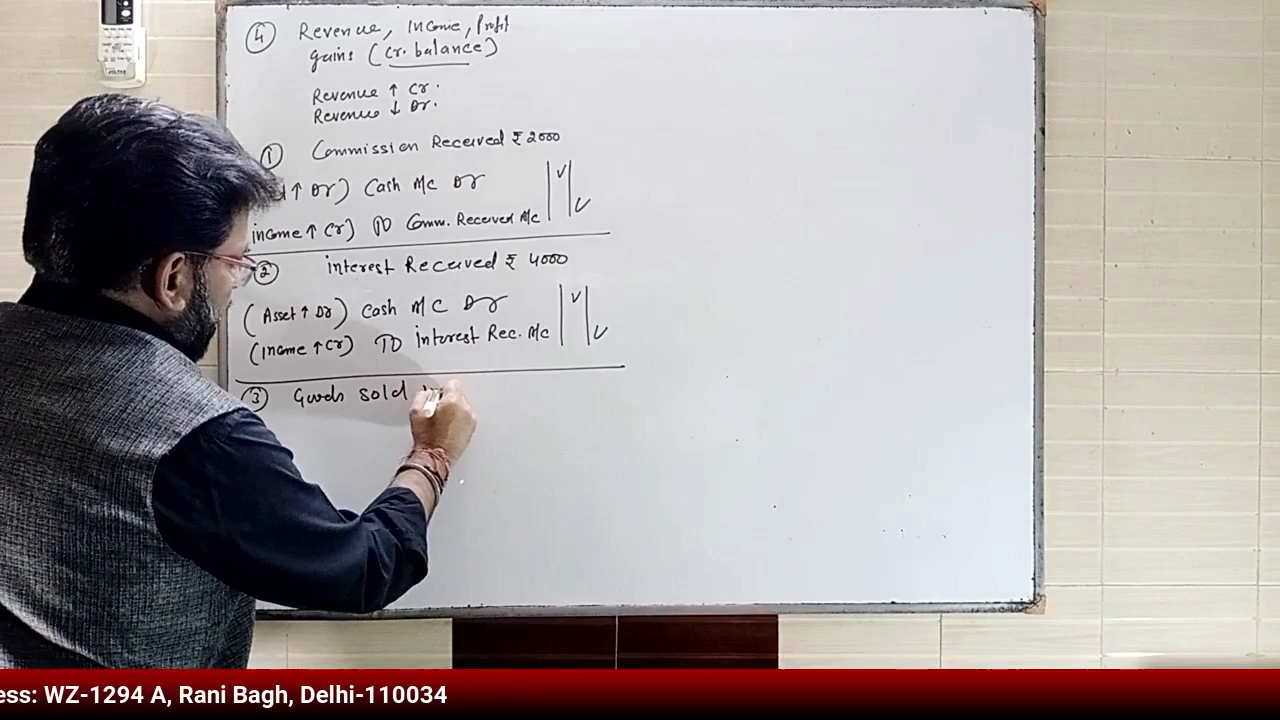 ④ Revenue, Income, Profit
gains (Cr. balance)
Revenue ↑ Cr.
Revenue ↓ Dr.
① Commission Received ₹ 2000
↑ Dr) Cash A/c Dr
income ↑ Cr) To Comm. Received A/c
② interest Received ₹ 4000
(Asset ↑ Dr) Cash A/c Dr
(income ↑ Cr) To interest Rec. A/c
③ Goods sold
ess: WZ-1294 A, Rani Bagh, Delhi-110034